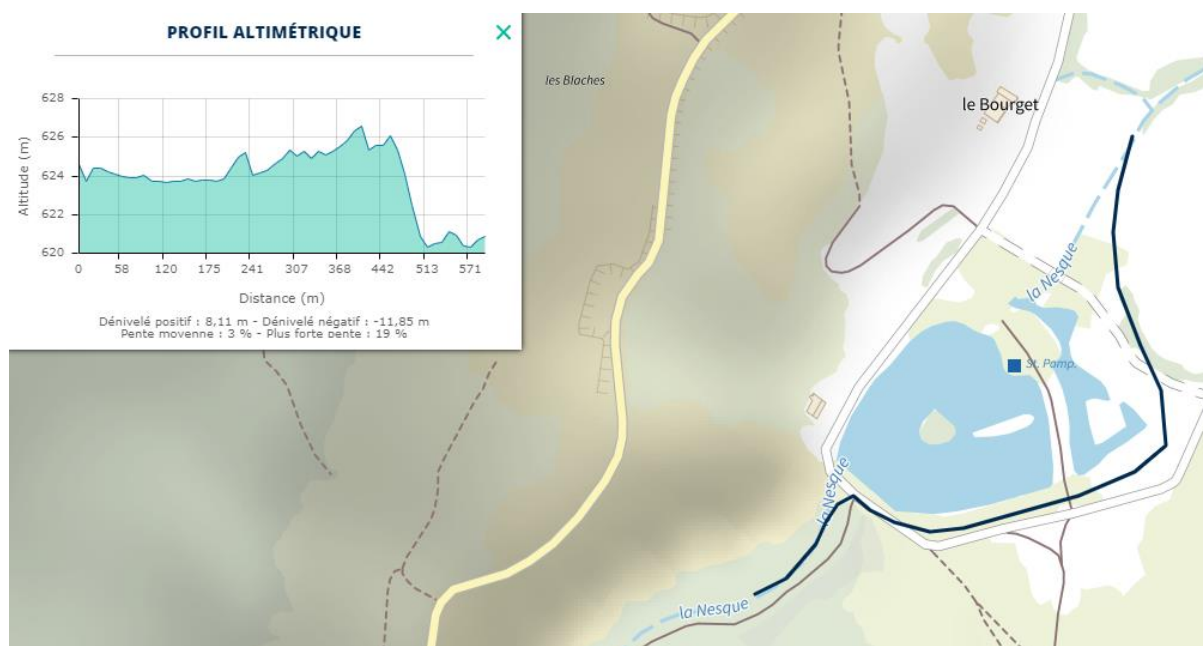 PROFIL ALTIMÉTRIQUE
628
626
624
622
620
Altitude (m)
0 58 120 175 241 307 368 442 513 571
Distance (m)
Dénivelé positif : 8,11 m - Dénivelé négatif : -11,85 m
Pente moyenne : 3 % - Plus forte pente : 19 %
les Blaches
le Bourget
la Nesque
St. Pomp.
la Nesque
la Nesque